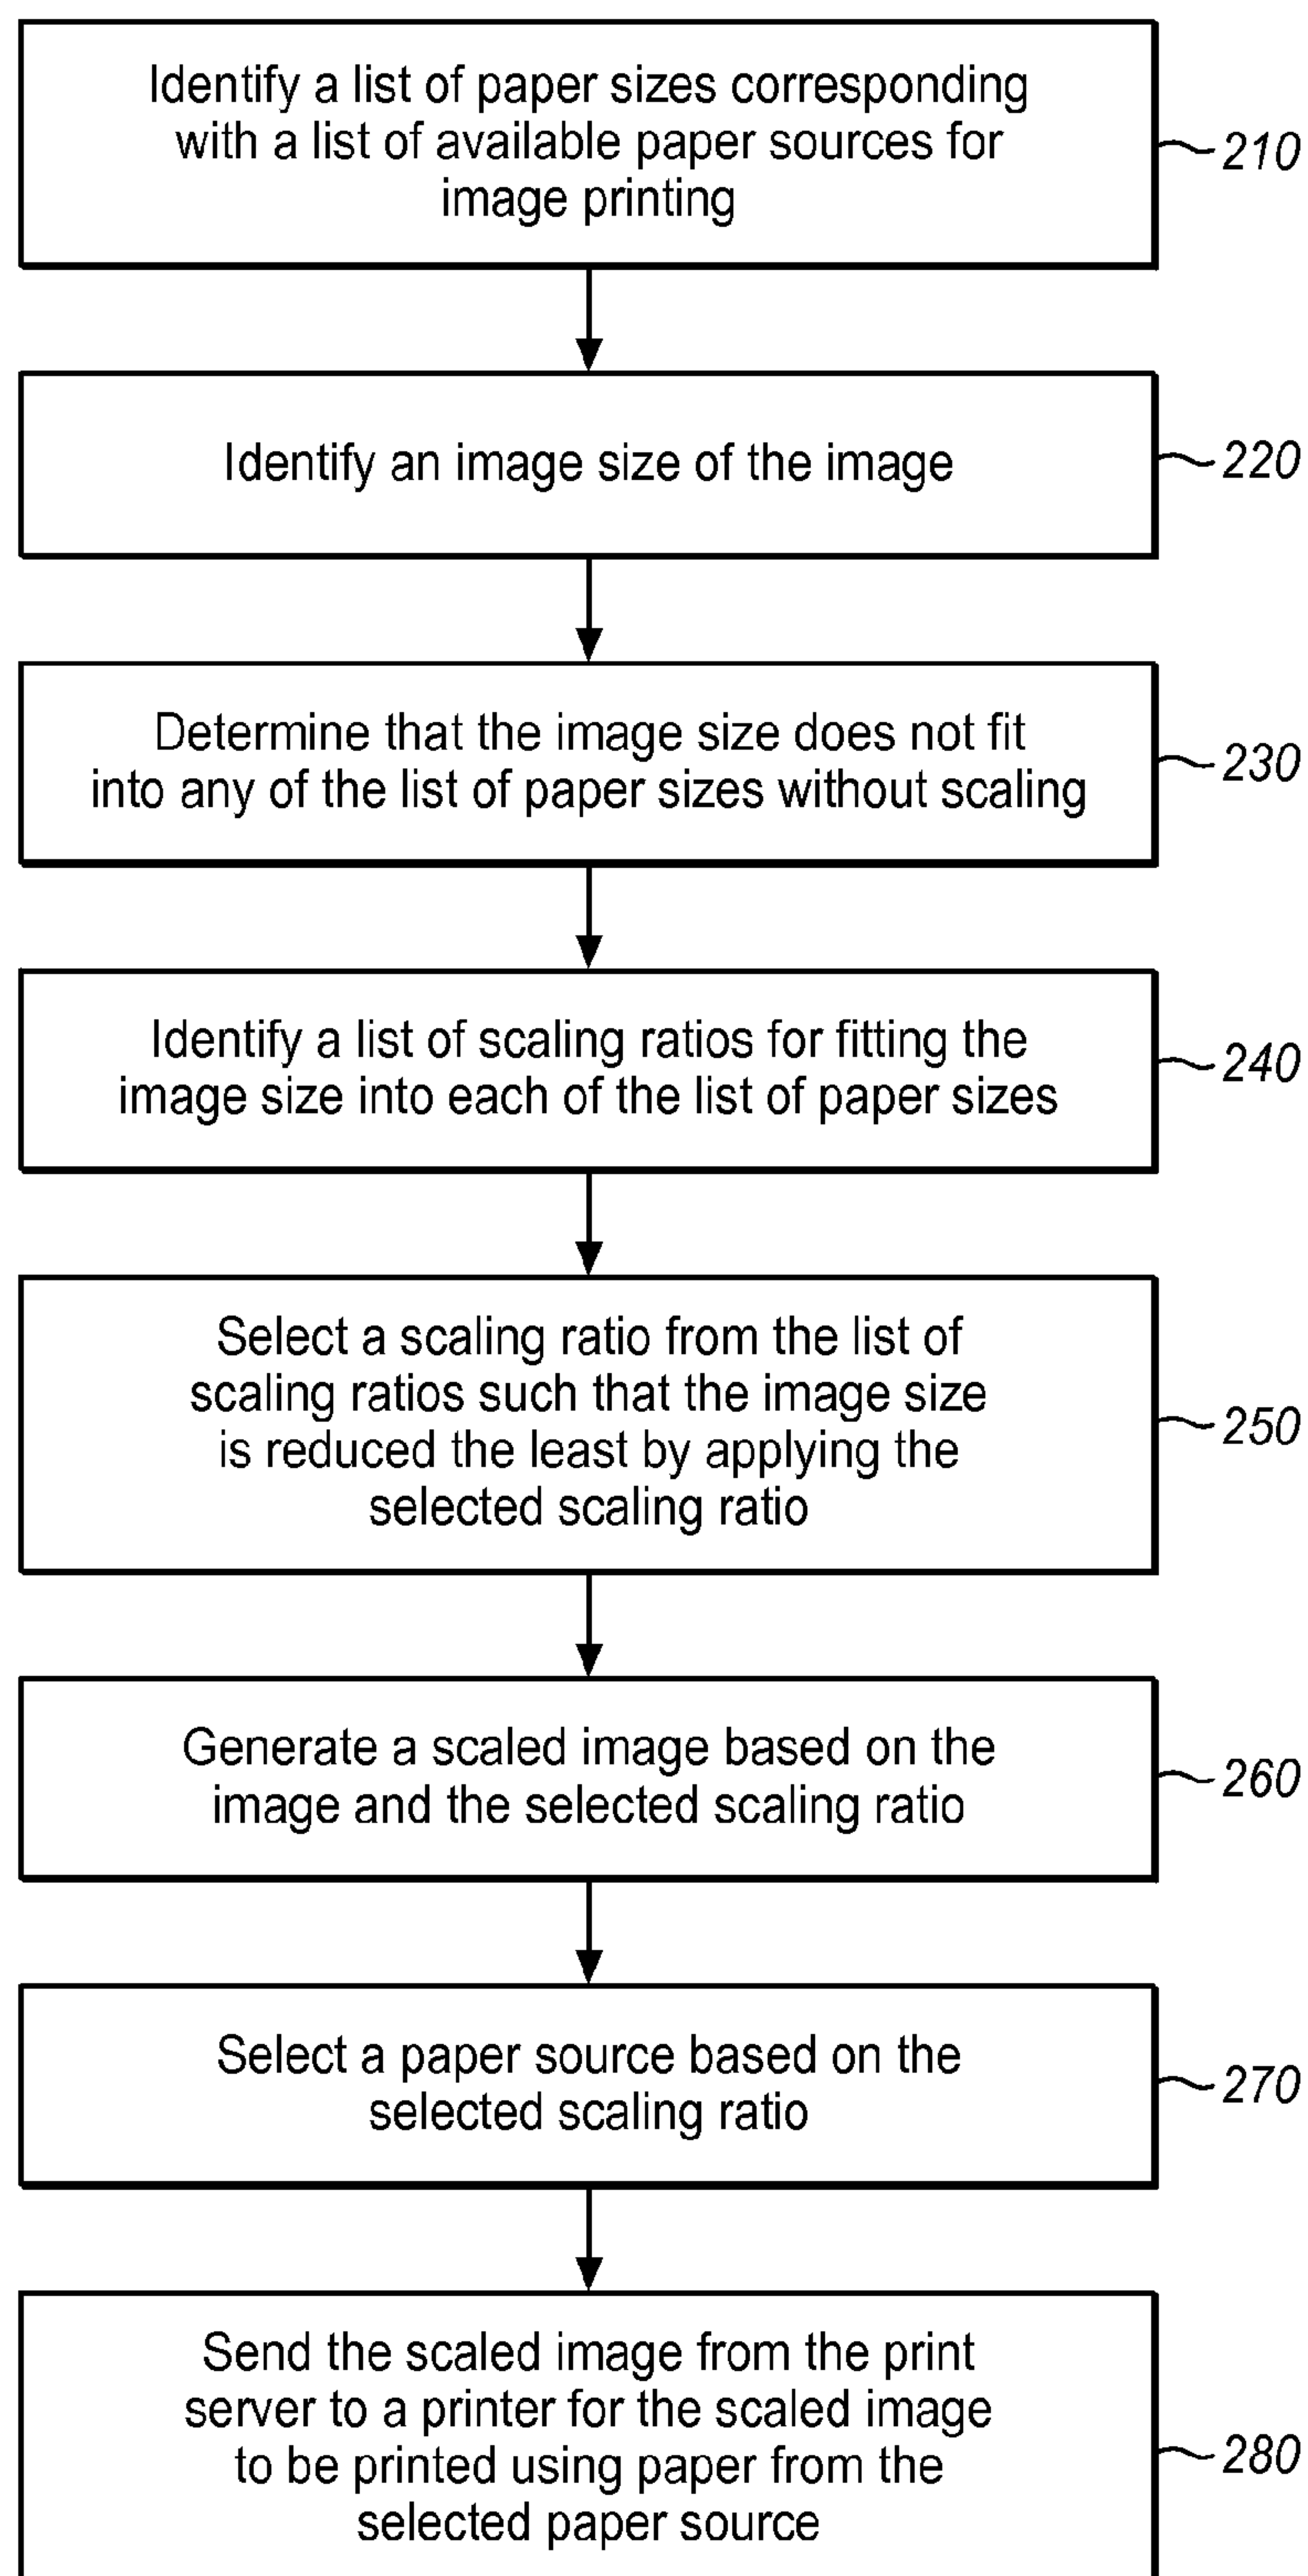 Identify a list of paper sizes corresponding
with a list of available paper sources for
image printing
210
Identify an image size of the image
220
Determine that the image size does not fit
into any of the list of paper sizes without scaling
230
Identify a list of scaling ratios for fitting the
image size into each of the list of paper sizes
240
Select a scaling ratio from the list of
scaling ratios such that the image size
is reduced the least by applying the
selected scaling ratio
250
Generate a scaled image based on the
image and the selected scaling ratio
260
Select a paper source based on the
selected scaling ratio
270
Send the scaled image from the print
server to a printer for the scaled image
to be printed using paper from the
selected paper source
280